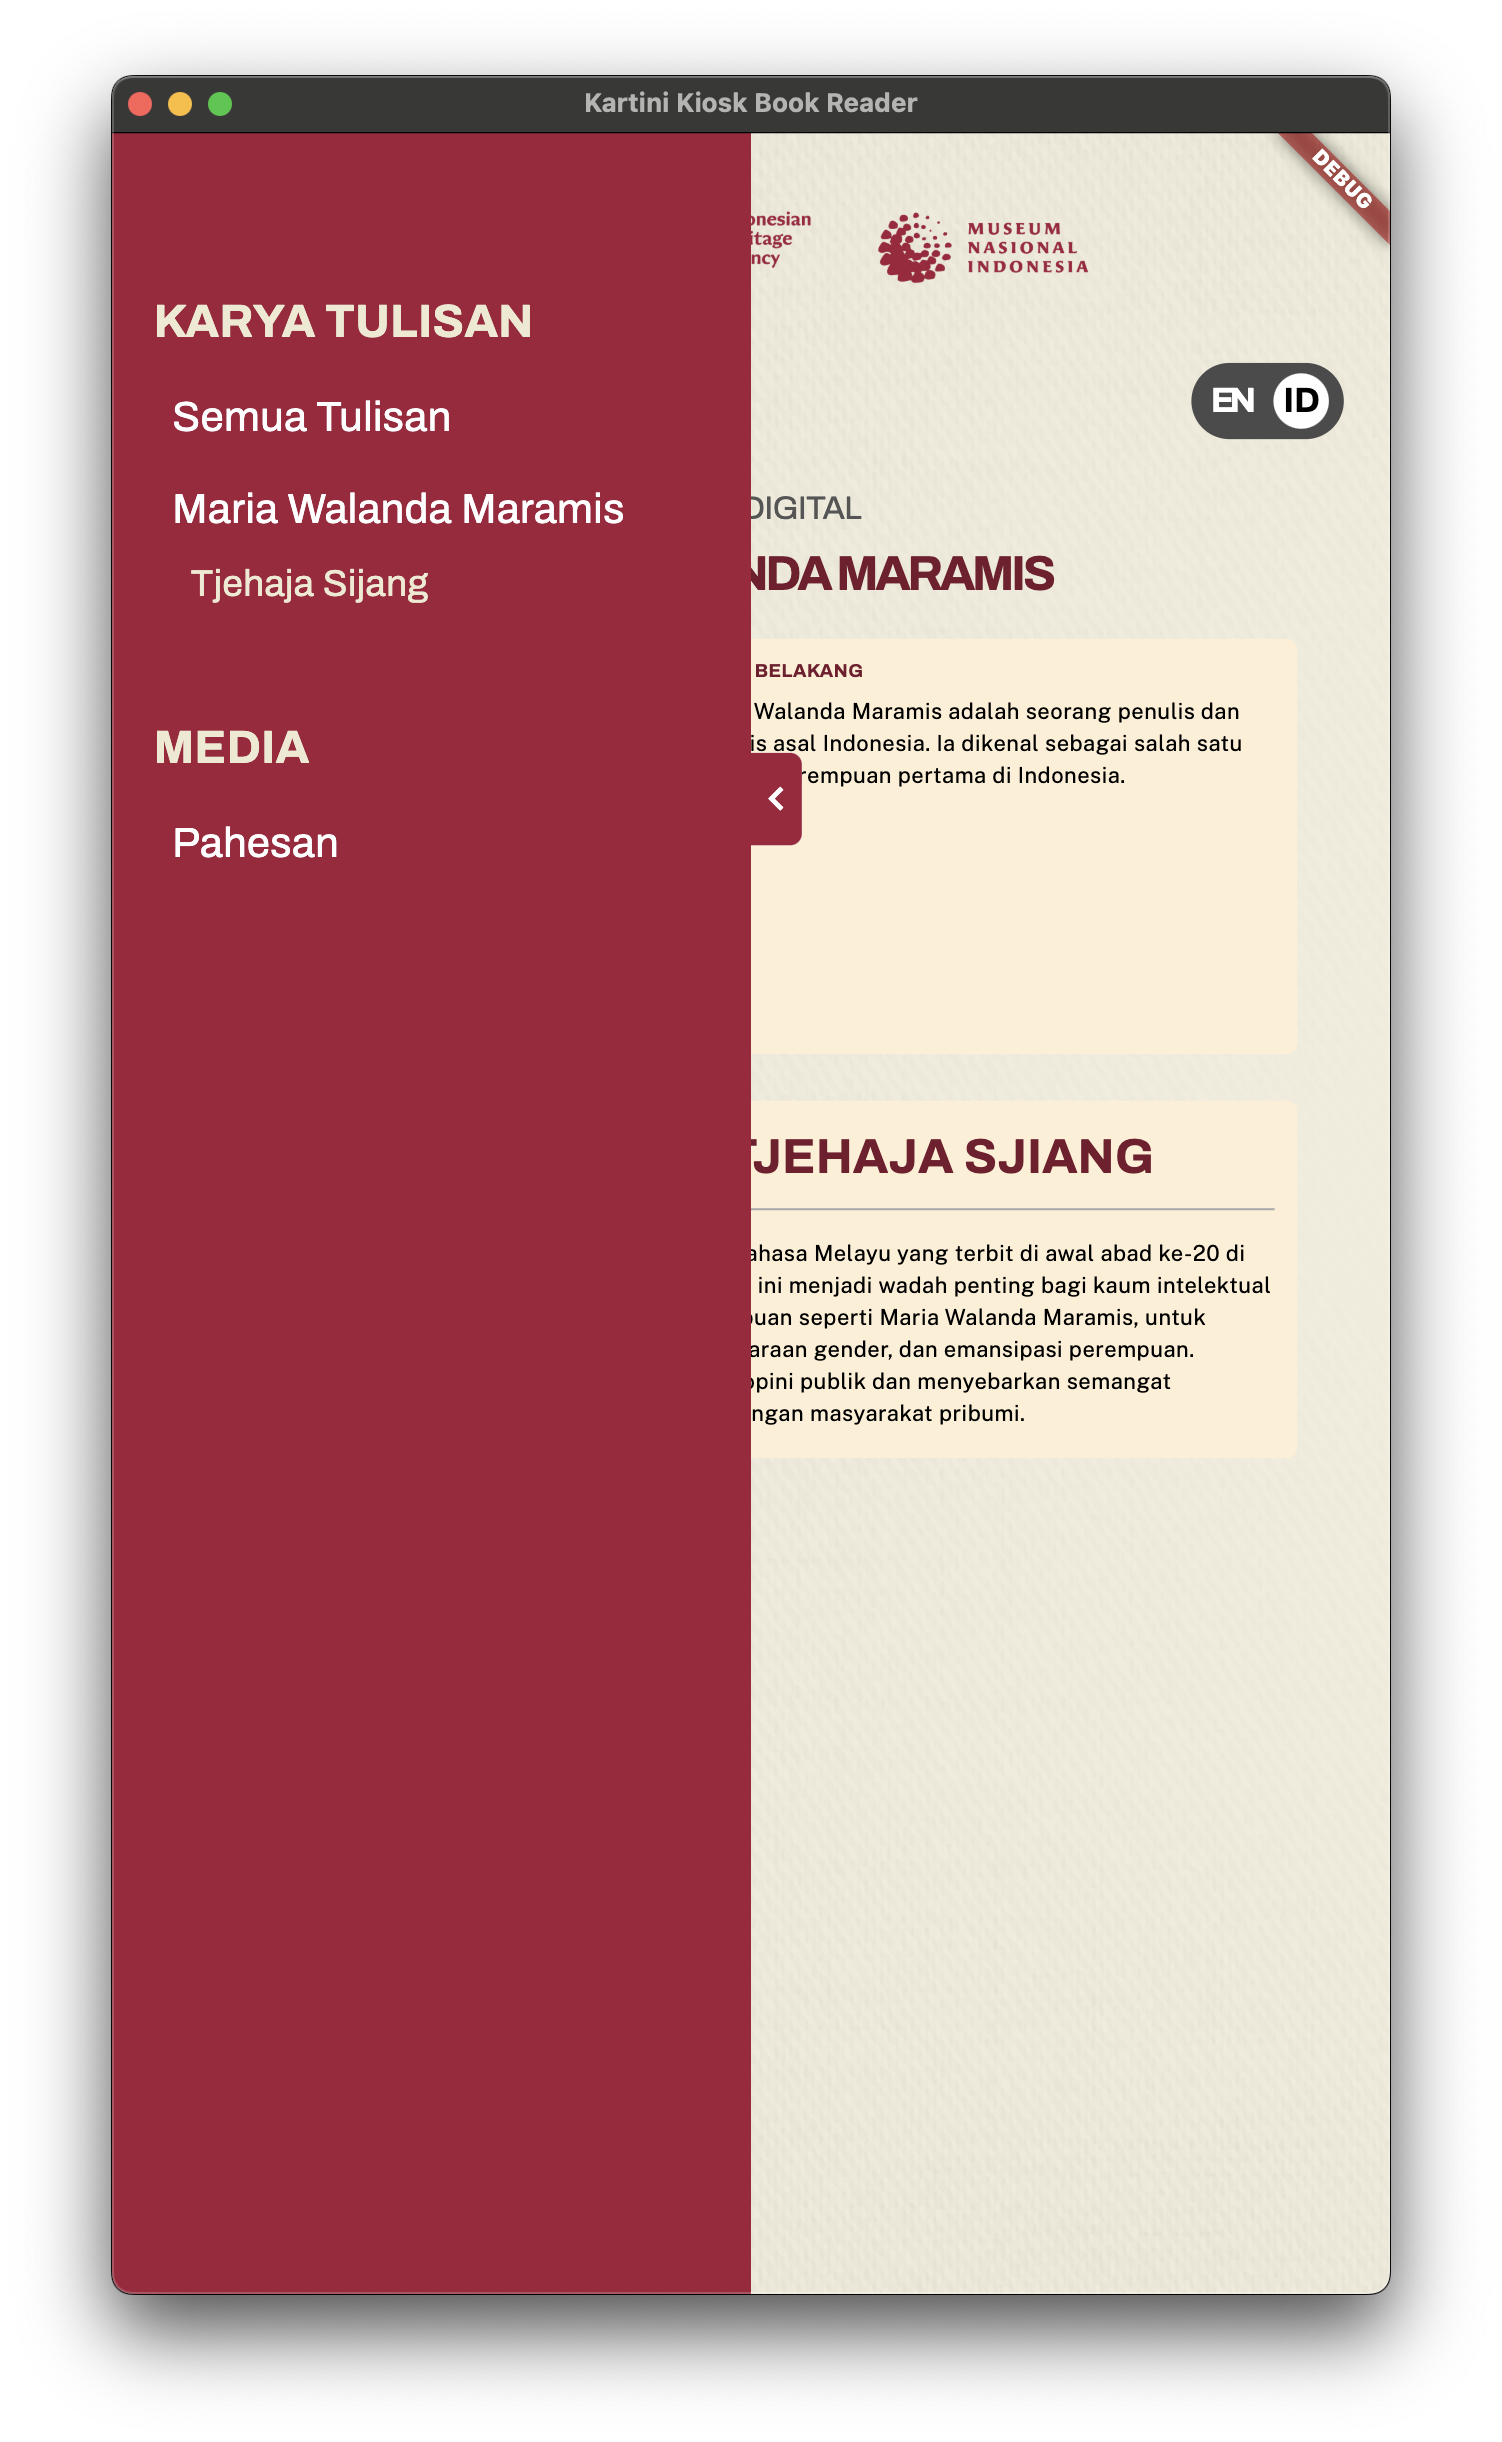 Kartini Kiosk Book Reader
DEBUG
MUSEUM
NASIONAL
INDONESIA
EN ID
KARYA TULISAN
Semua Tulisan
Maria Walanda Maramis
Tjehaja Sijang
MEDIA
Pahesan
onesian
itage
ncy
DIGITAL
NDA MARAMIS
BELAKANG
Walanda Maramis adalah seorang penulis dan
is asal Indonesia. Ia dikenal sebagai salah satu
rempuan pertama di Indonesia.
TJEHAJA SJIANG
ahasa Melayu yang terbit di awal abad ke-20 di
ini menjadi wadah penting bagi kaum intelektual
puan seperti Maria Walanda Maramis, untuk
araan gender, dan emansipasi perempuan.
opini publik dan menyebarkan semangat
ngan masyarakat pribumi.